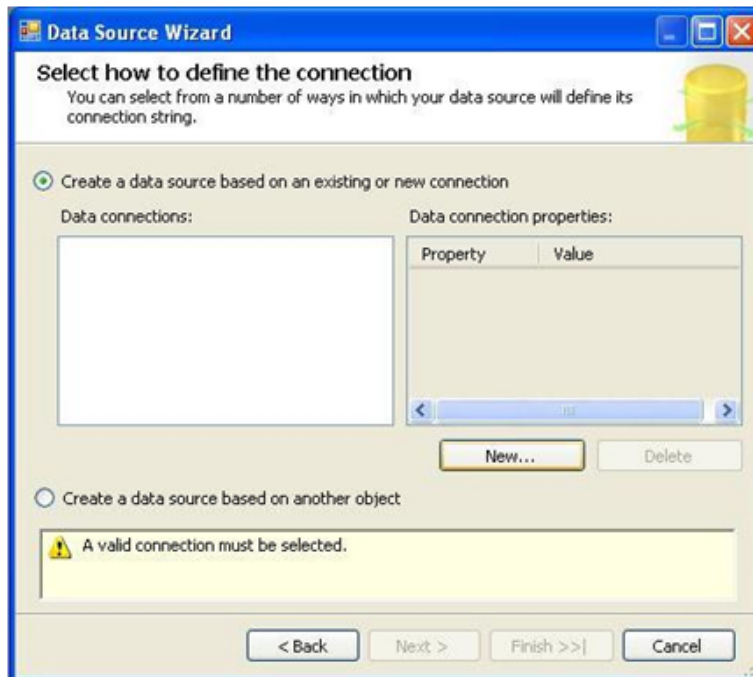 Data Source Wizard
Select how to define the connection
You can select from a number of ways in which your data source will define its
connection string.
Create a data source based on an existing or new connection
Data connections:
Data connection properties:
Property Value
New... Delete
Create a data source based on another object
A valid connection must be selected.
< Back Next > Finish >>| Cancel